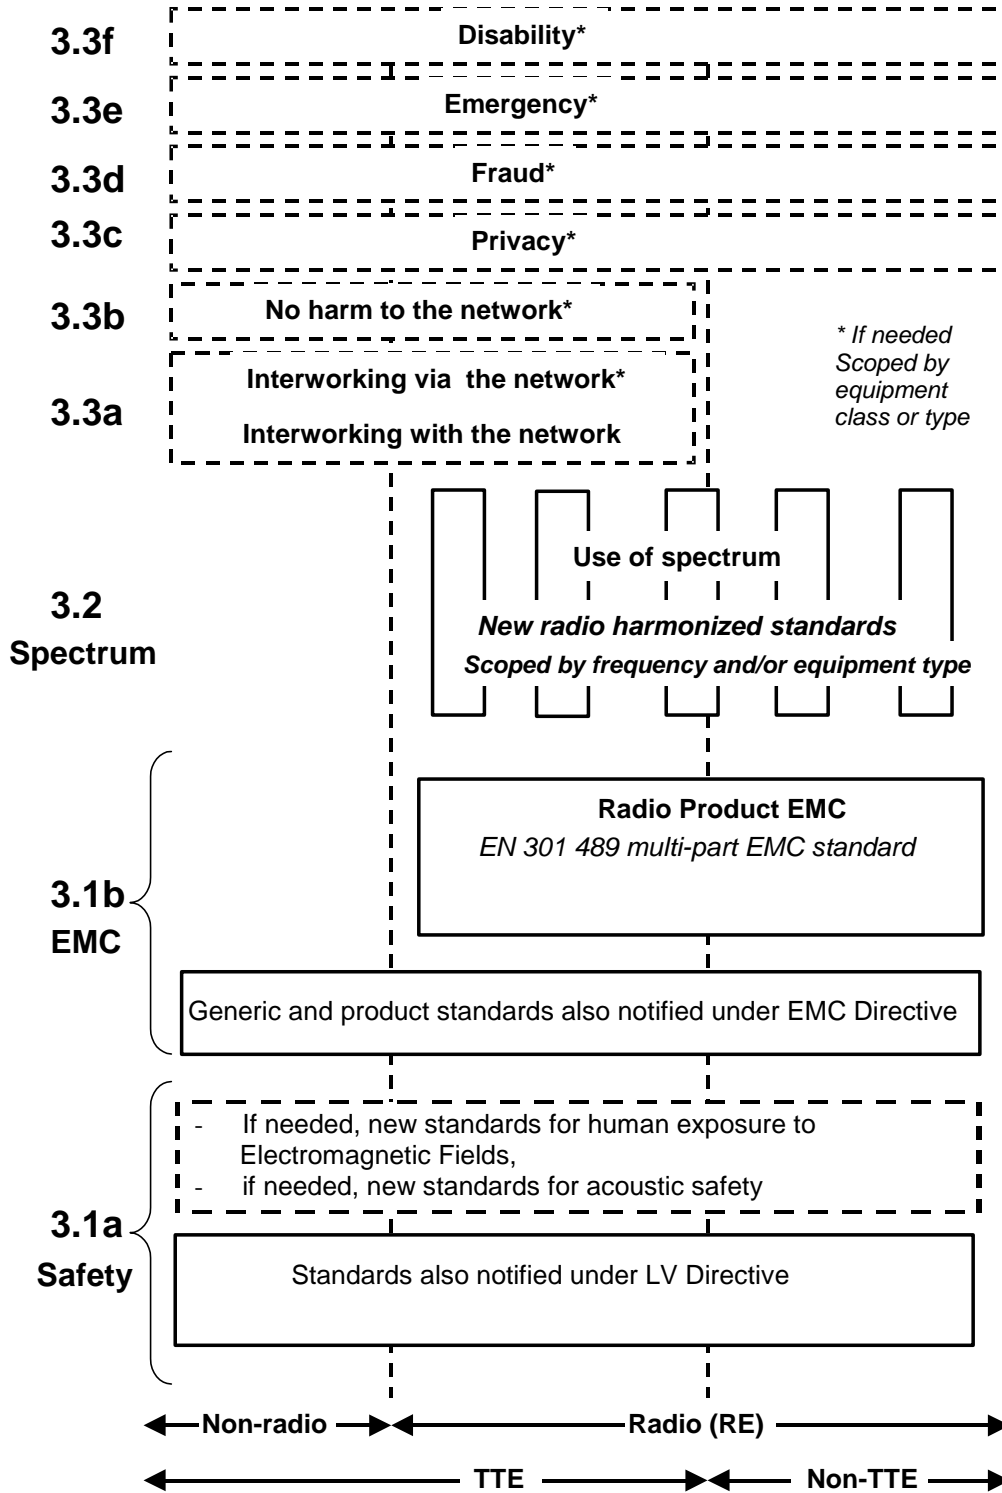 3.3f
Disability*
3.3e
Emergency*
3.3d
Fraud*
3.3c
Privacy*
3.3b
No harm to the network*
* If needed
Scoped by
equipment
class or type
3.3a
Interworking via the network*
Interworking with the network
Use of spectrum
3.2
Spectrum
New radio harmonized standards
Scoped by frequency and/or equipment type
Radio Product EMC
EN 301 489 multi-part EMC standard
3.1b
EMC
Generic and product standards also notified under EMC Directive
- If needed, new standards for human exposure to
Electromagnetic Fields,
- if needed, new standards for acoustic safety
3.1a
Safety
Standards also notified under LV Directive
Non-radio
Radio (RE)
TTE
Non-TTE